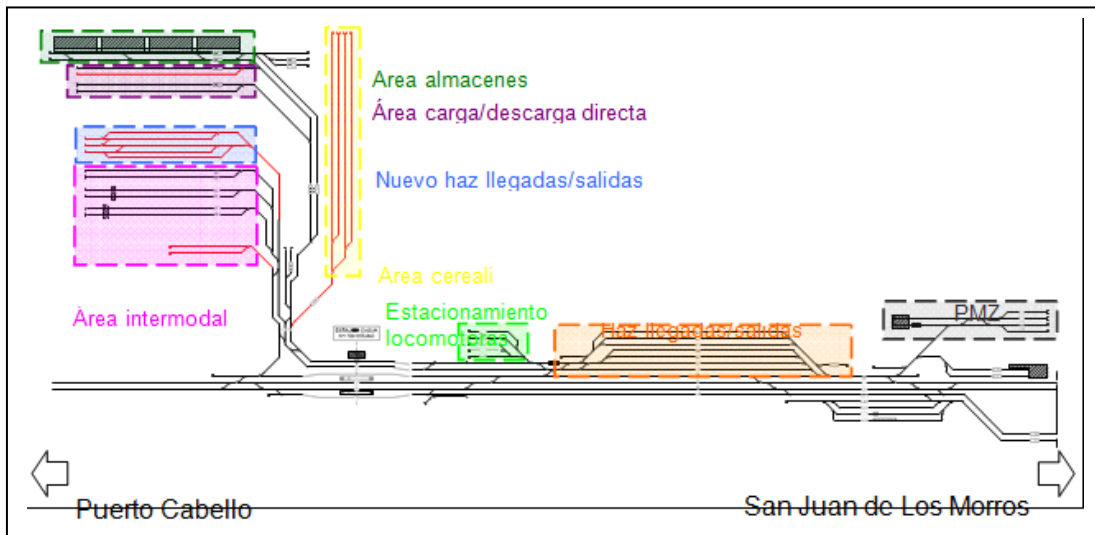 Area almacenes
Área carga/descarga directa
Nuevo haz llegadas/salidas
Area cereali
Área intermodal
Estacionamiento
locomotoras
Haz llegadas/salidas
PMZ
Puerto Cabello
San Juan de Los Morros